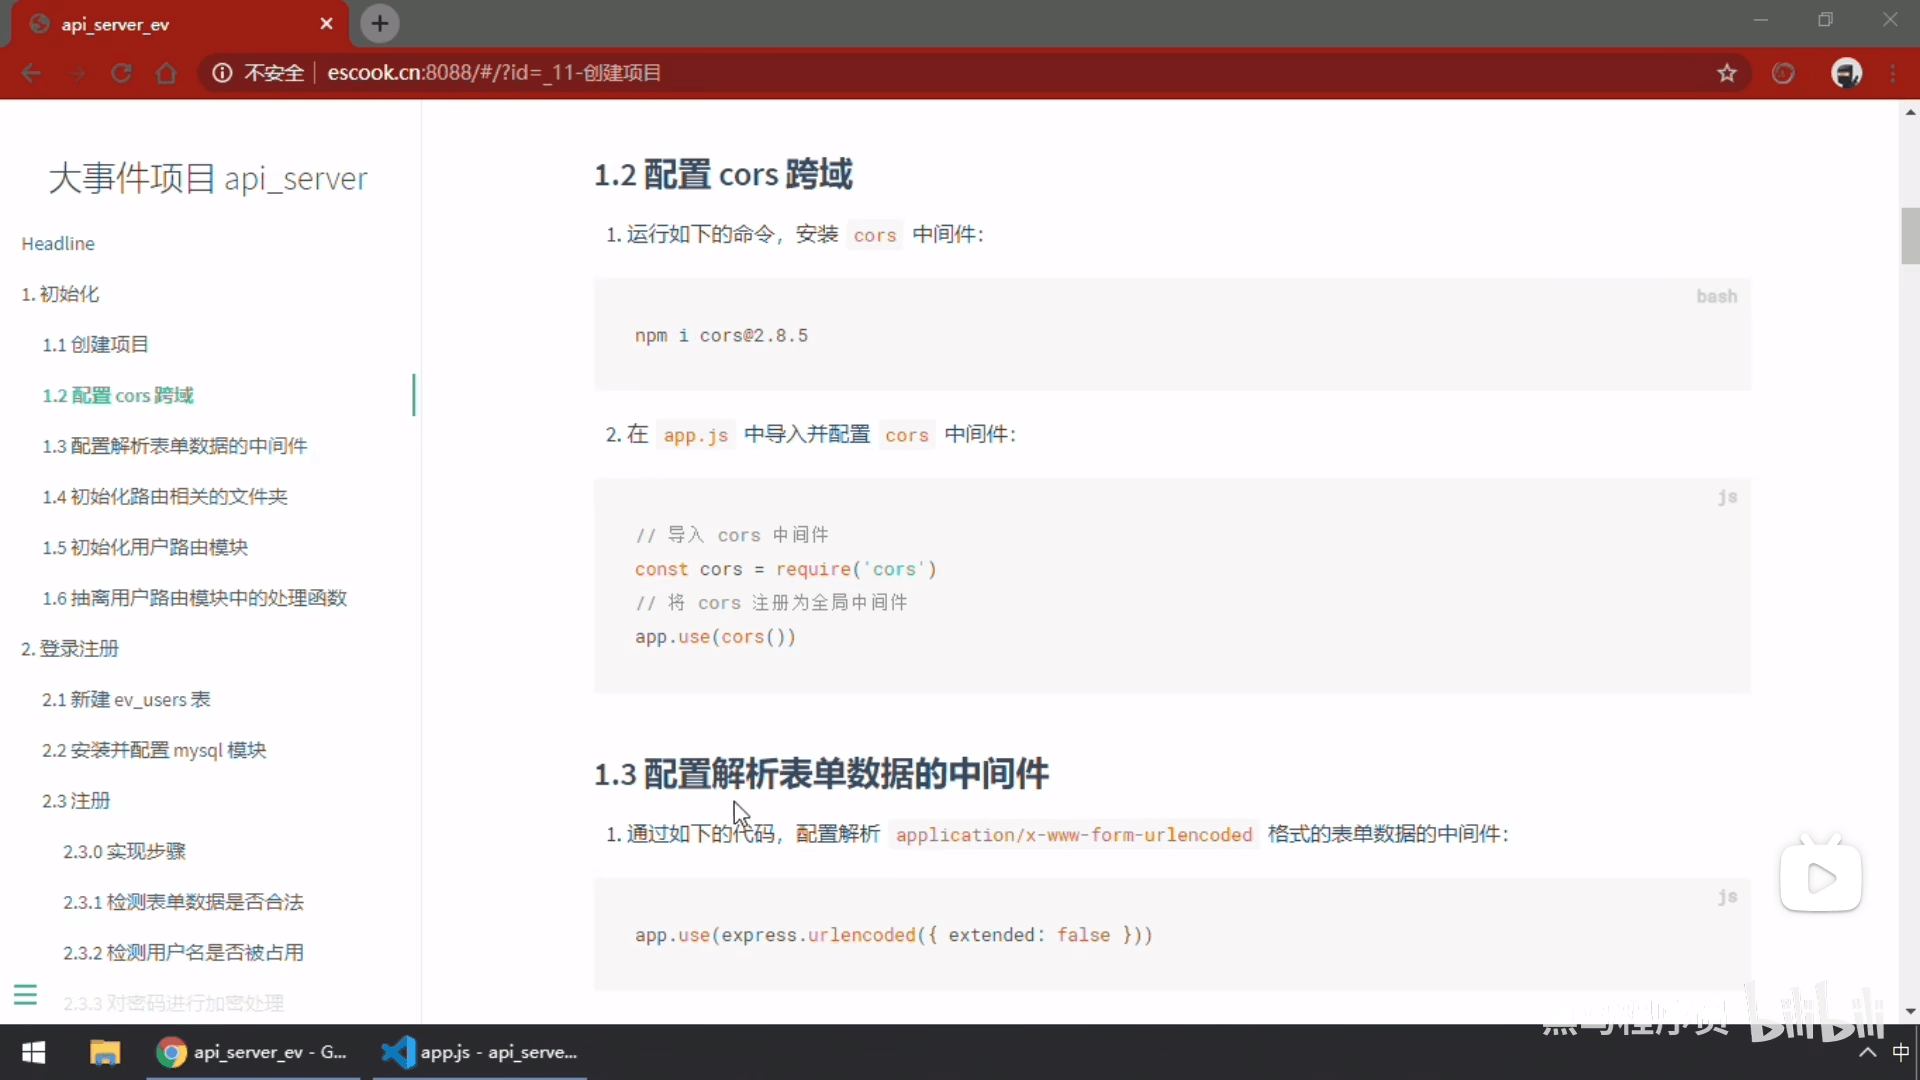 api_server_ev
不安全 escook.cn:8088/#/?id=_11-创建项目
大事件项目 api_server
Headline
1. 初始化
1.1 创建项目
1.2 配置 cors 跨域
1.3 配置解析表单数据的中间件
1.4 初始化路由相关的文件夹
1.5 初始化用户路由模块
1.6 抽离用户路由模块中的处理函数
2. 登录注册
2.1 新建 ev_users 表
2.2 安装并配置 mysql 模块
2.3 注册
2.3.0 实现步骤
2.3.1 检测表单数据是否合法
2.3.2 检测用户名是否被占用
2.3.3 对密码进行加密处理
1.2 配置 cors 跨域
1. 运行如下的命令，安装 cors 中间件：
bash
npm i cors@2.8.5
2. 在 app.js 中导入并配置 cors 中间件：
js
// 导入 cors 中间件
const cors = require('cors')
// 将 cors 注册为全局中间件
app.use(cors())
1.3 配置解析表单数据的中间件
1. 通过如下的代码，配置解析 application/x-www-form-urlencoded 格式的表单数据的中间件：
js
app.use(express.urlencoded({ extended: false }))
黑马程序员 bilibili
api_server_ev - G...
app.js - api_serve...
中